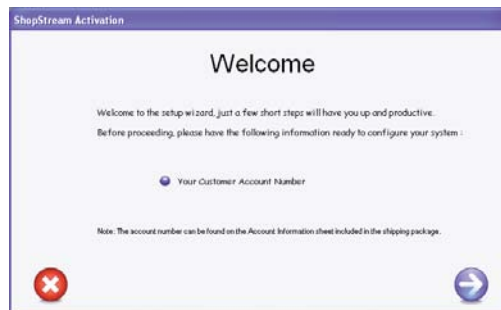 ShopStream Activation
Welcome
Welcome to the setup wizard, just a few short steps will have you up and productive.
Before proceeding, please have the following information ready to configure your system :
Your Customer Account Number
Note: The account number can be found on the Account Information sheet included in the shipping package.